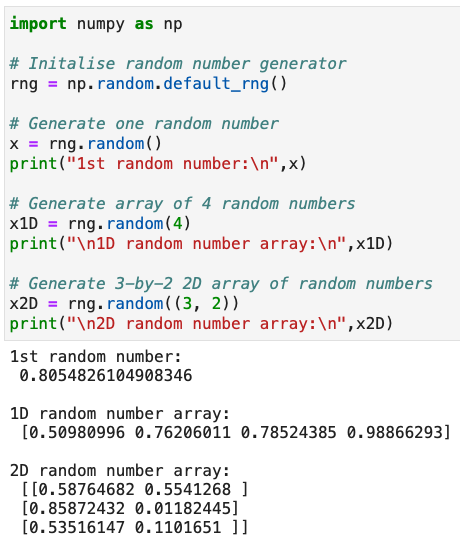 import numpy as np
# Initalise random number generator
rng = np.random.default_rng()
# Generate one random number
x = rng.random()
print("1st random number:\n",x)
# Generate array of 4 random numbers
x1D = rng.random(4)
print("\n1D random number array:\n",x1D)
# Generate 3-by-2 2D array of random numbers
x2D = rng.random((3, 2))
print("\n2D random number array:\n",x2D)
1st random number:
 0.8054826104908346
1D random number array:
 [0.50980996 0.76206011 0.78524385 0.98866293]
2D random number array:
 [[0.58764682 0.5541268 ]
 [0.85872432 0.01182445]
 [0.53516147 0.1101651 ]]